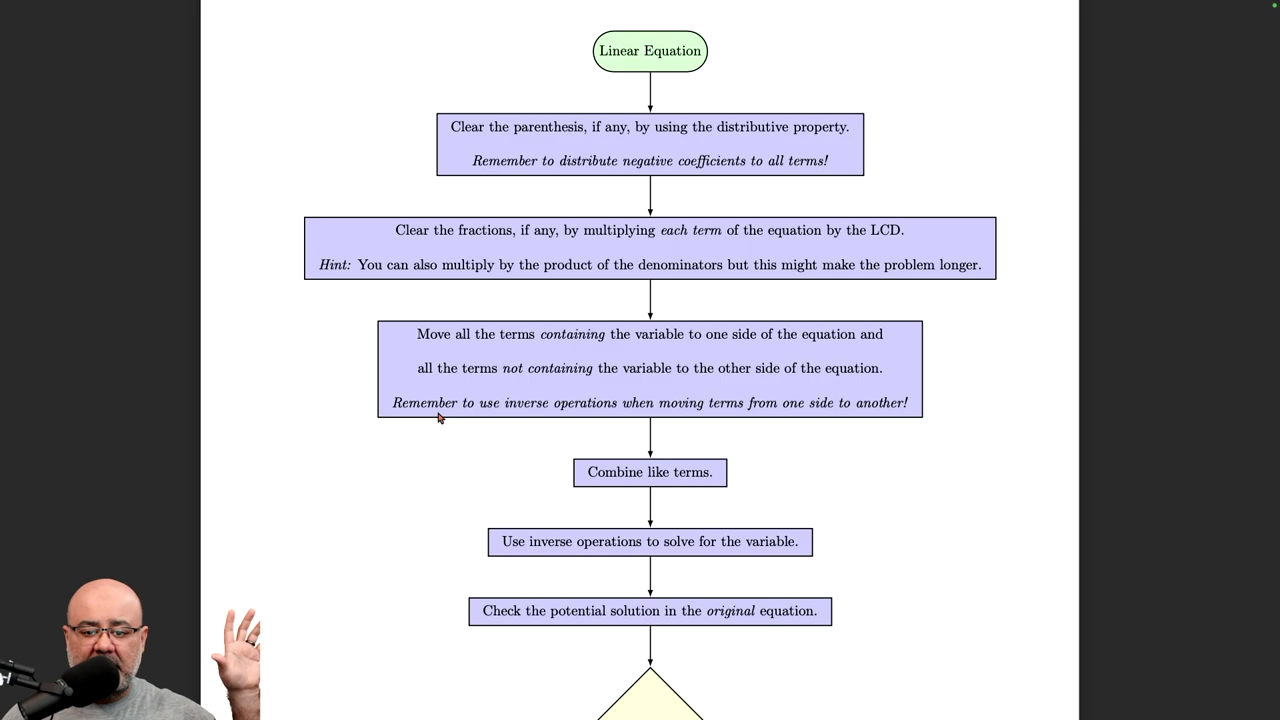 Linear Equation
Clear the parenthesis, if any, by using the distributive property.
Remember to distribute negative coefficients to all terms!
Clear the fractions, if any, by multiplying each term of the equation by the LCD.
Hint: You can also multiply by the product of the denominators but this might make the problem longer.
Move all the terms containing the variable to one side of the equation and
all the terms not containing the variable to the other side of the equation.
Remember to use inverse operations when moving terms from one side to another!
Combine like terms.
Use inverse operations to solve for the variable.
Check the potential solution in the original equation.